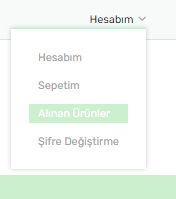 Hesabım
Hesabım
Sepetim
Alınan Ürünler
Şifre Değiştirme